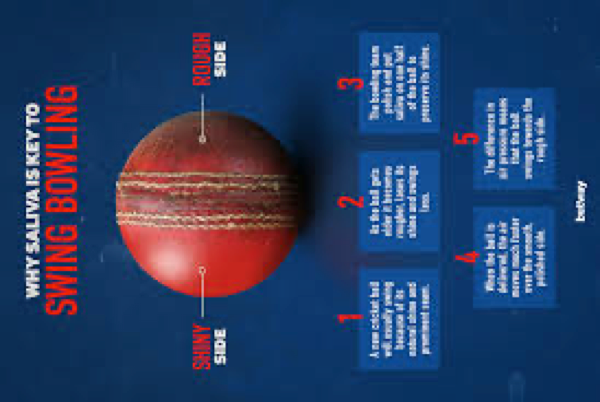 WHY SALIVA IS KEY TO
SWING BOWLING
SHINY
SIDE
ROUGH
SIDE
1
A new cricket ball
will usually swing
because of its
natural shine and
prominent seam.
2
As the ball gets
older it becomes
rougher, loses its
shine and swings
less.
3
The bowling team
polish and put
saliva on one half
of the ball to
preserve its shine.
4
When the ball is
delivered, the air
moves much faster
over the smooth,
polished side.
5
The difference in
air pressure means
that the ball
swings towards the
rough side.
betway